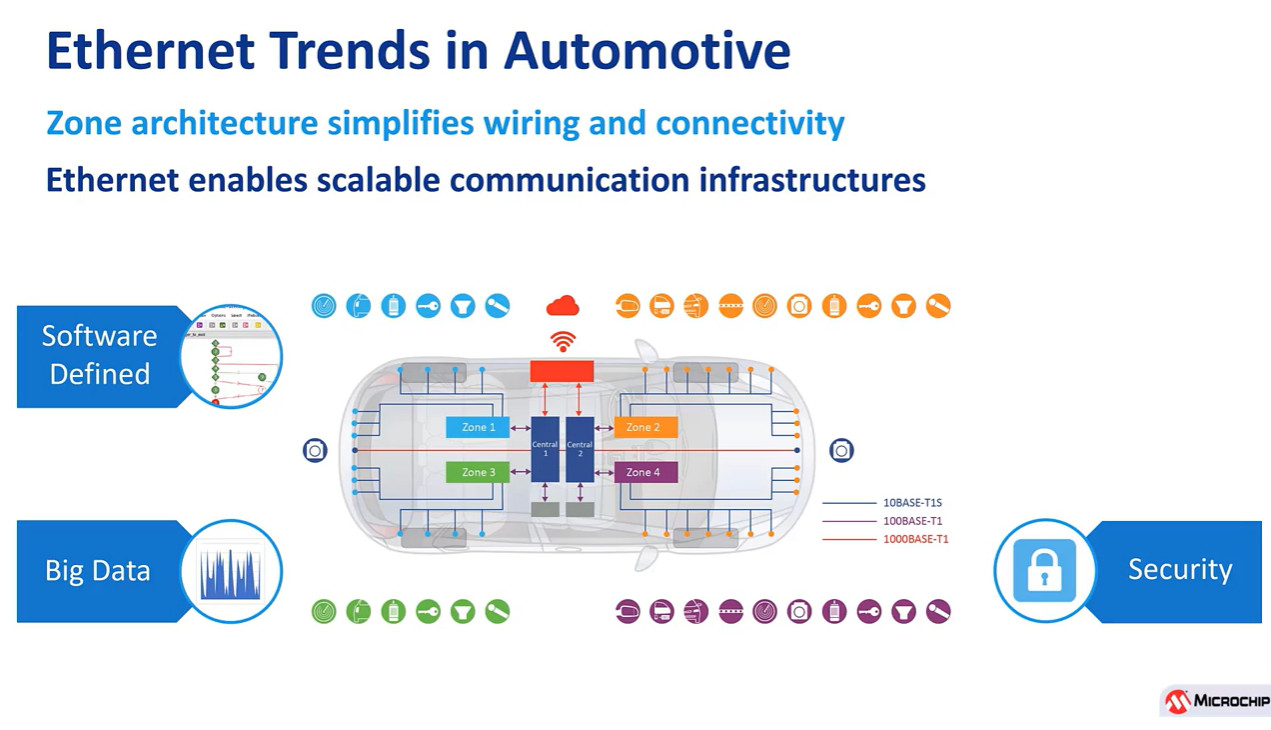 Ethernet Trends in Automotive
Zone architecture simplifies wiring and connectivity
Ethernet enables scalable communication infrastructures
Software
Defined
Zone 1
Central
1
Central
2
Zone 2
Zone 3
Zone 4
10BASE-T1S
100BASE-T1
1000BASE-T1
Big Data
Security
MICROCHIP